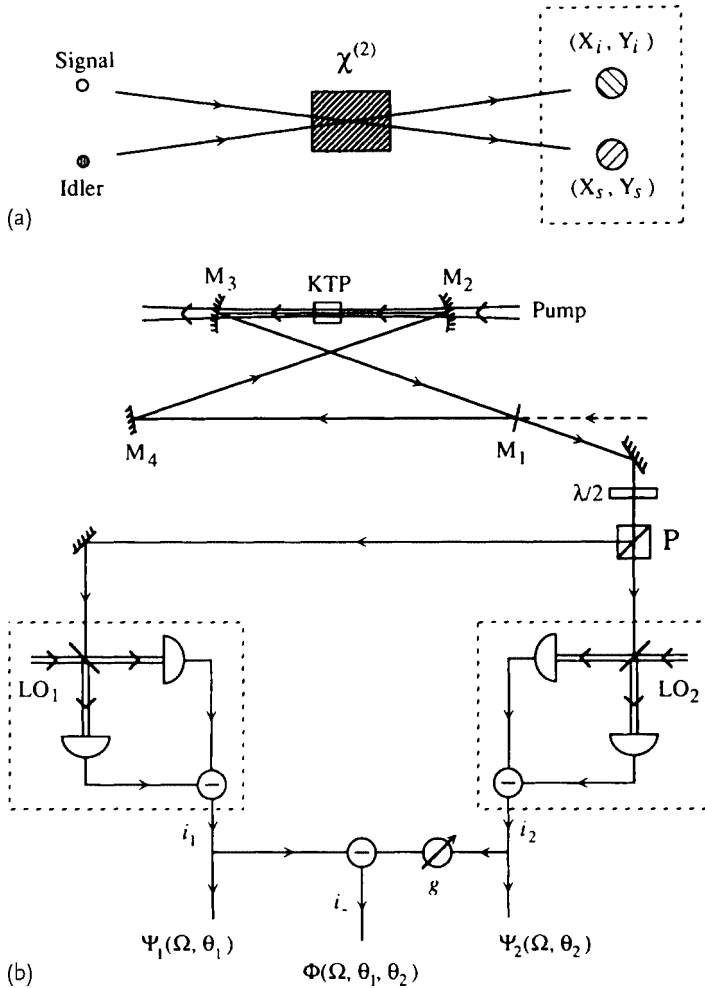 Signal
χ(2)
(Xi, Yi)
Idler
(Xs, Ys)
(a)
M3
KTP
M2
Pump
M4
M1
λ/2
P
LO1
LO2
i1
i2
g
i-
Ψ1(Ω, θ1)
Φ(Ω, θ1, θ2)
Ψ2(Ω, θ2)
(b)